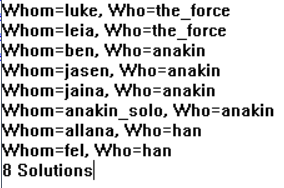 Whom=luke, Who=the_force
Whom=leia, Who=the_force
Whom=ben, Who=anakin
Whom=jasen, Who=anakin
Whom=jaina, Who=anakin
Whom=anakin_solo, Who=anakin
Whom=allana, Who=han
Whom=fel, Who=han
8 Solutions